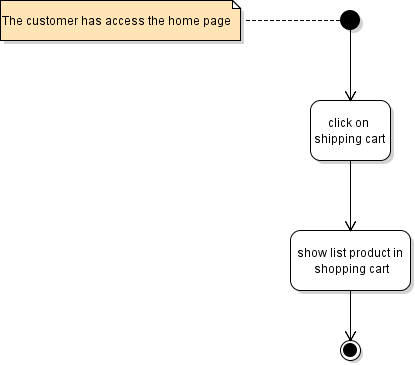 The customer has access the home page
click on
shipping cart
show list product in
shopping cart